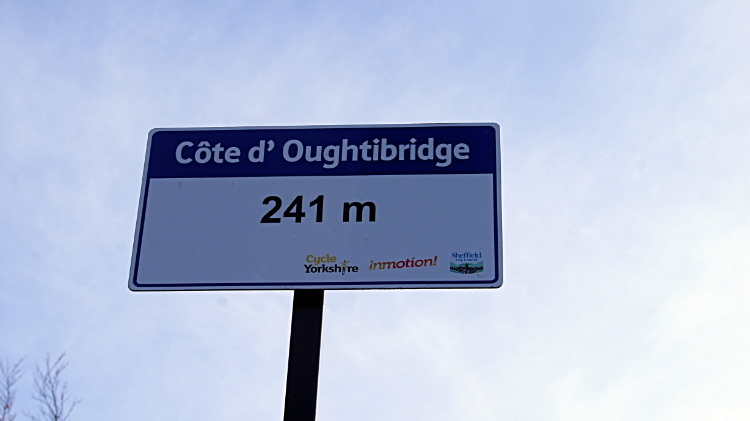 Côte d' Oughtibridge
241 m
Cycle
Yorkshire
inmotion!
Sheffield